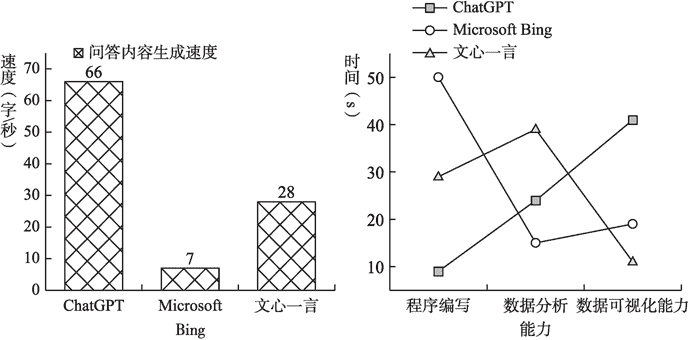 问答内容生成速度
速度（字\秒）
70
60
50
40
30
20
10
0
66
7
28
ChatGPT
Microsoft
Bing
文心一言
ChatGPT
Microsoft Bing
文心一言
时间（s）
50
40
30
20
10
程序编写
数据分析
能力
数据可视化能力